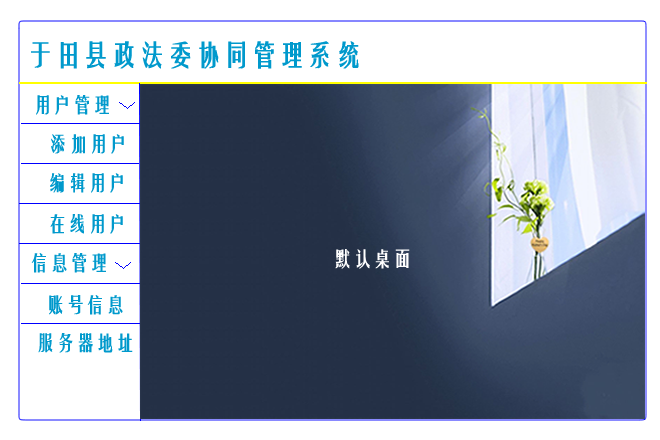 于田县政法委协同管理系统
用户管理
添加用户
编辑用户
在线用户
信息管理
账号信息
服务器地址
默认桌面